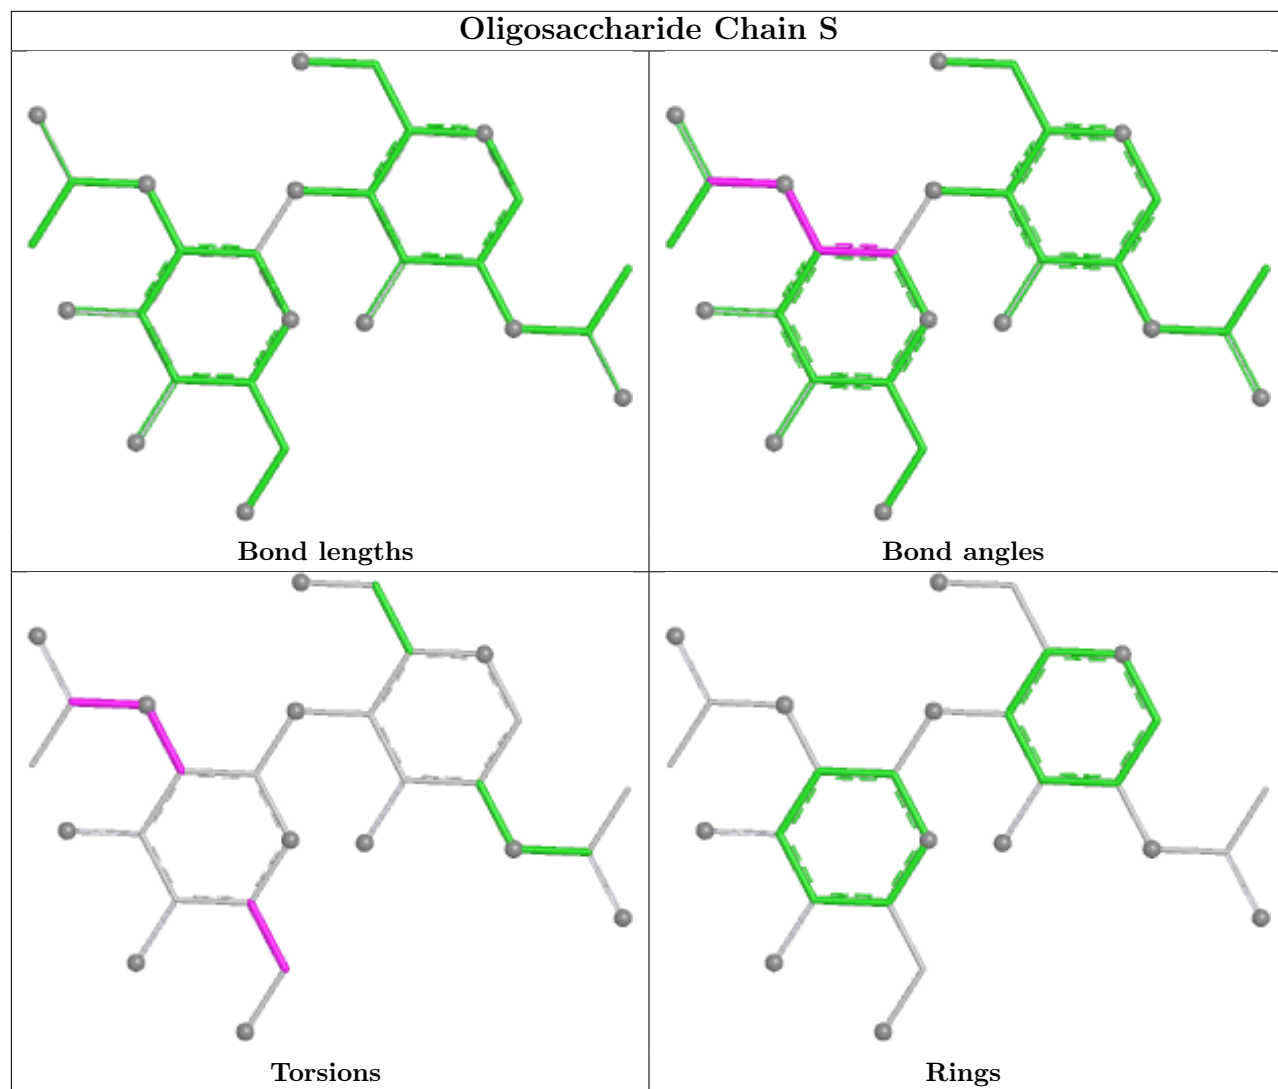 Oligosaccharide Chain S
Bond lengths
Bond angles
Torsions
Rings